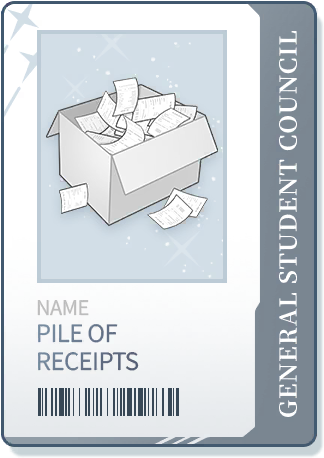 NAME
PILE OF
RECEIPTS
GENERAL STUDENT COUNCIL